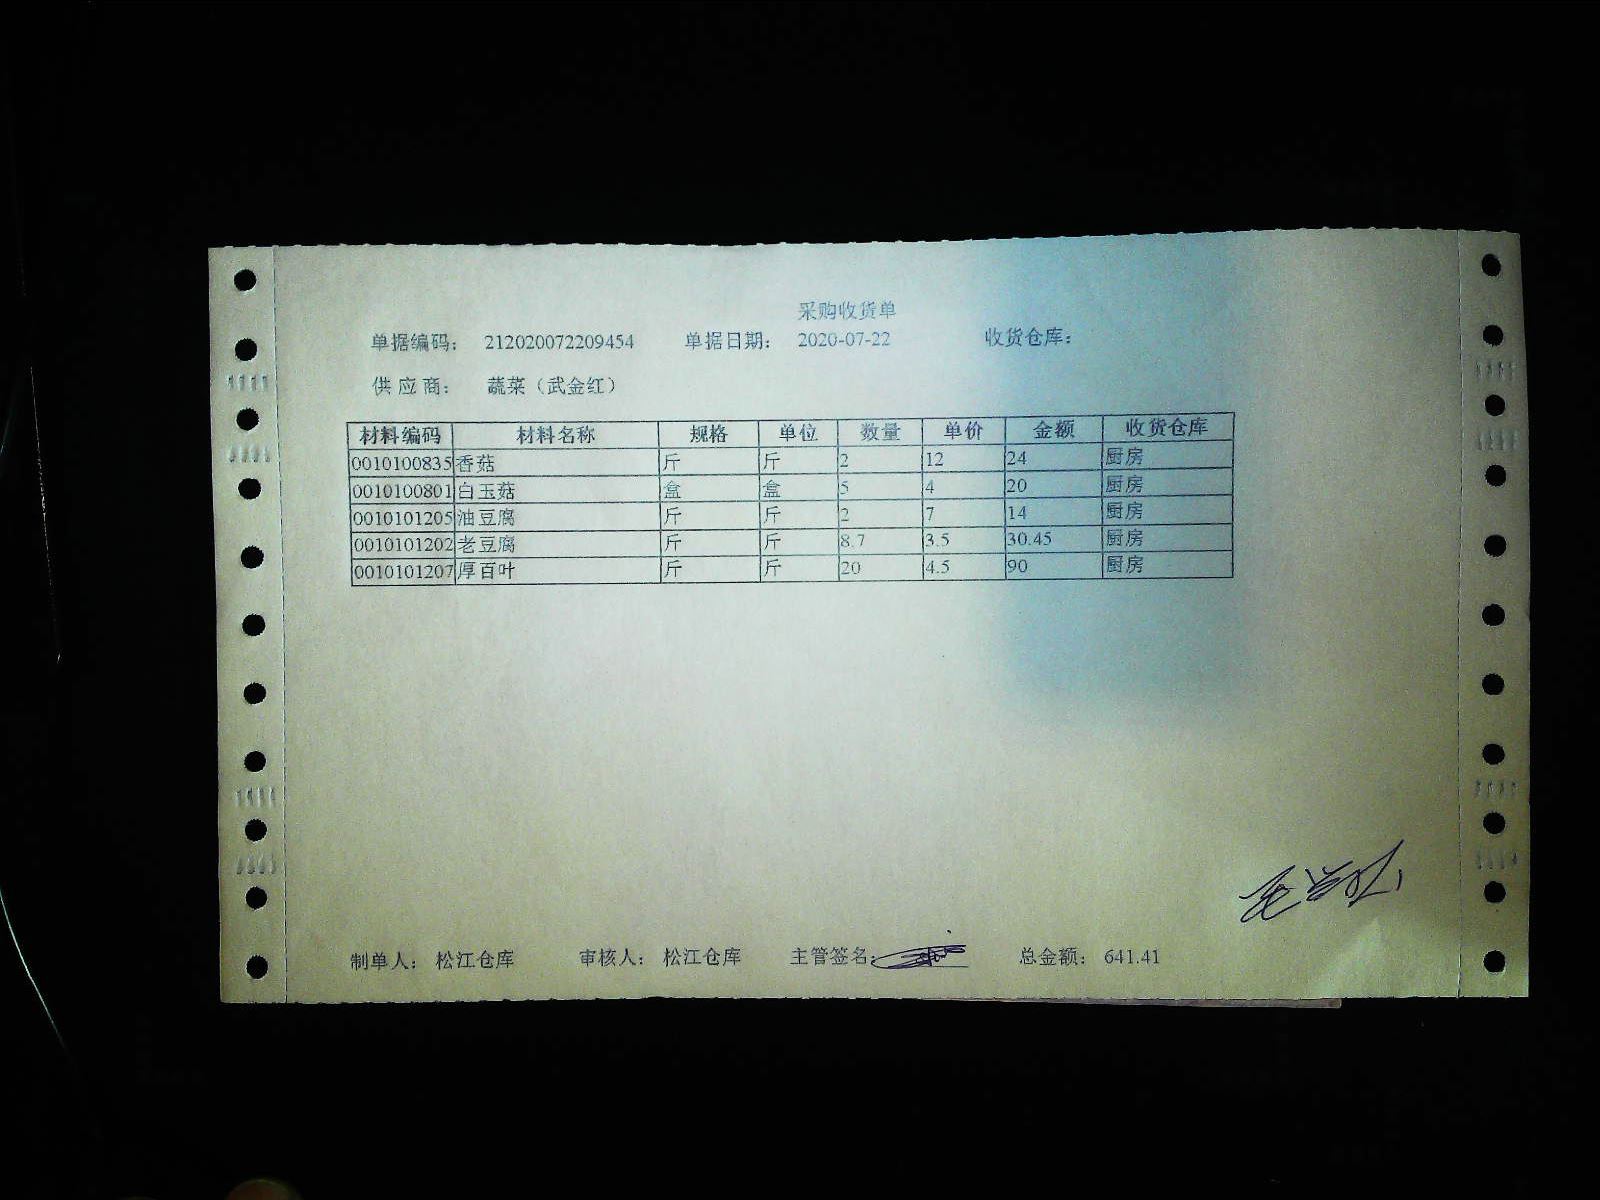 采购收货单
单据编码： 212020072209454 单据日期： 2020-07-22 收货仓库：
供应商： 蔬菜（武金红）
材料编码 材料名称 规格 单位 数量 单价 金额 收货仓库
0010100835 香菇 斤 斤 2 12 24 厨房
0010100801 白玉菇 盒 盒 5 4 20 厨房
0010101205 油豆腐 斤 斤 2 7 14 厨房
0010101202 老豆腐 斤 斤 8.7 3.5 30.45 厨房
0010101207 厚百叶 斤 斤 20 4.5 90 厨房
制单人： 松江仓库 审核人： 松江仓库 主管签名： 总金额： 641.41